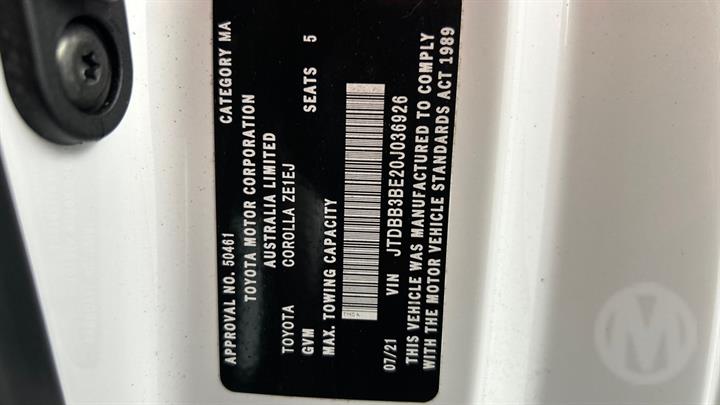 APPROVAL NO. 50461 CATEGORY MA
TOYOTA MOTOR CORPORATION
AUSTRALIA LIMITED
TOYOTA COROLLA ZE1EJ
GVM SEATS 5
MAX. TOWING CAPACITY
07/21 VIN JTDBB3BE20J036926
THIS VEHICLE WAS MANUFACTURED TO COMPLY
WITH THE MOTOR VEHICLE STANDARDS ACT 1989
M